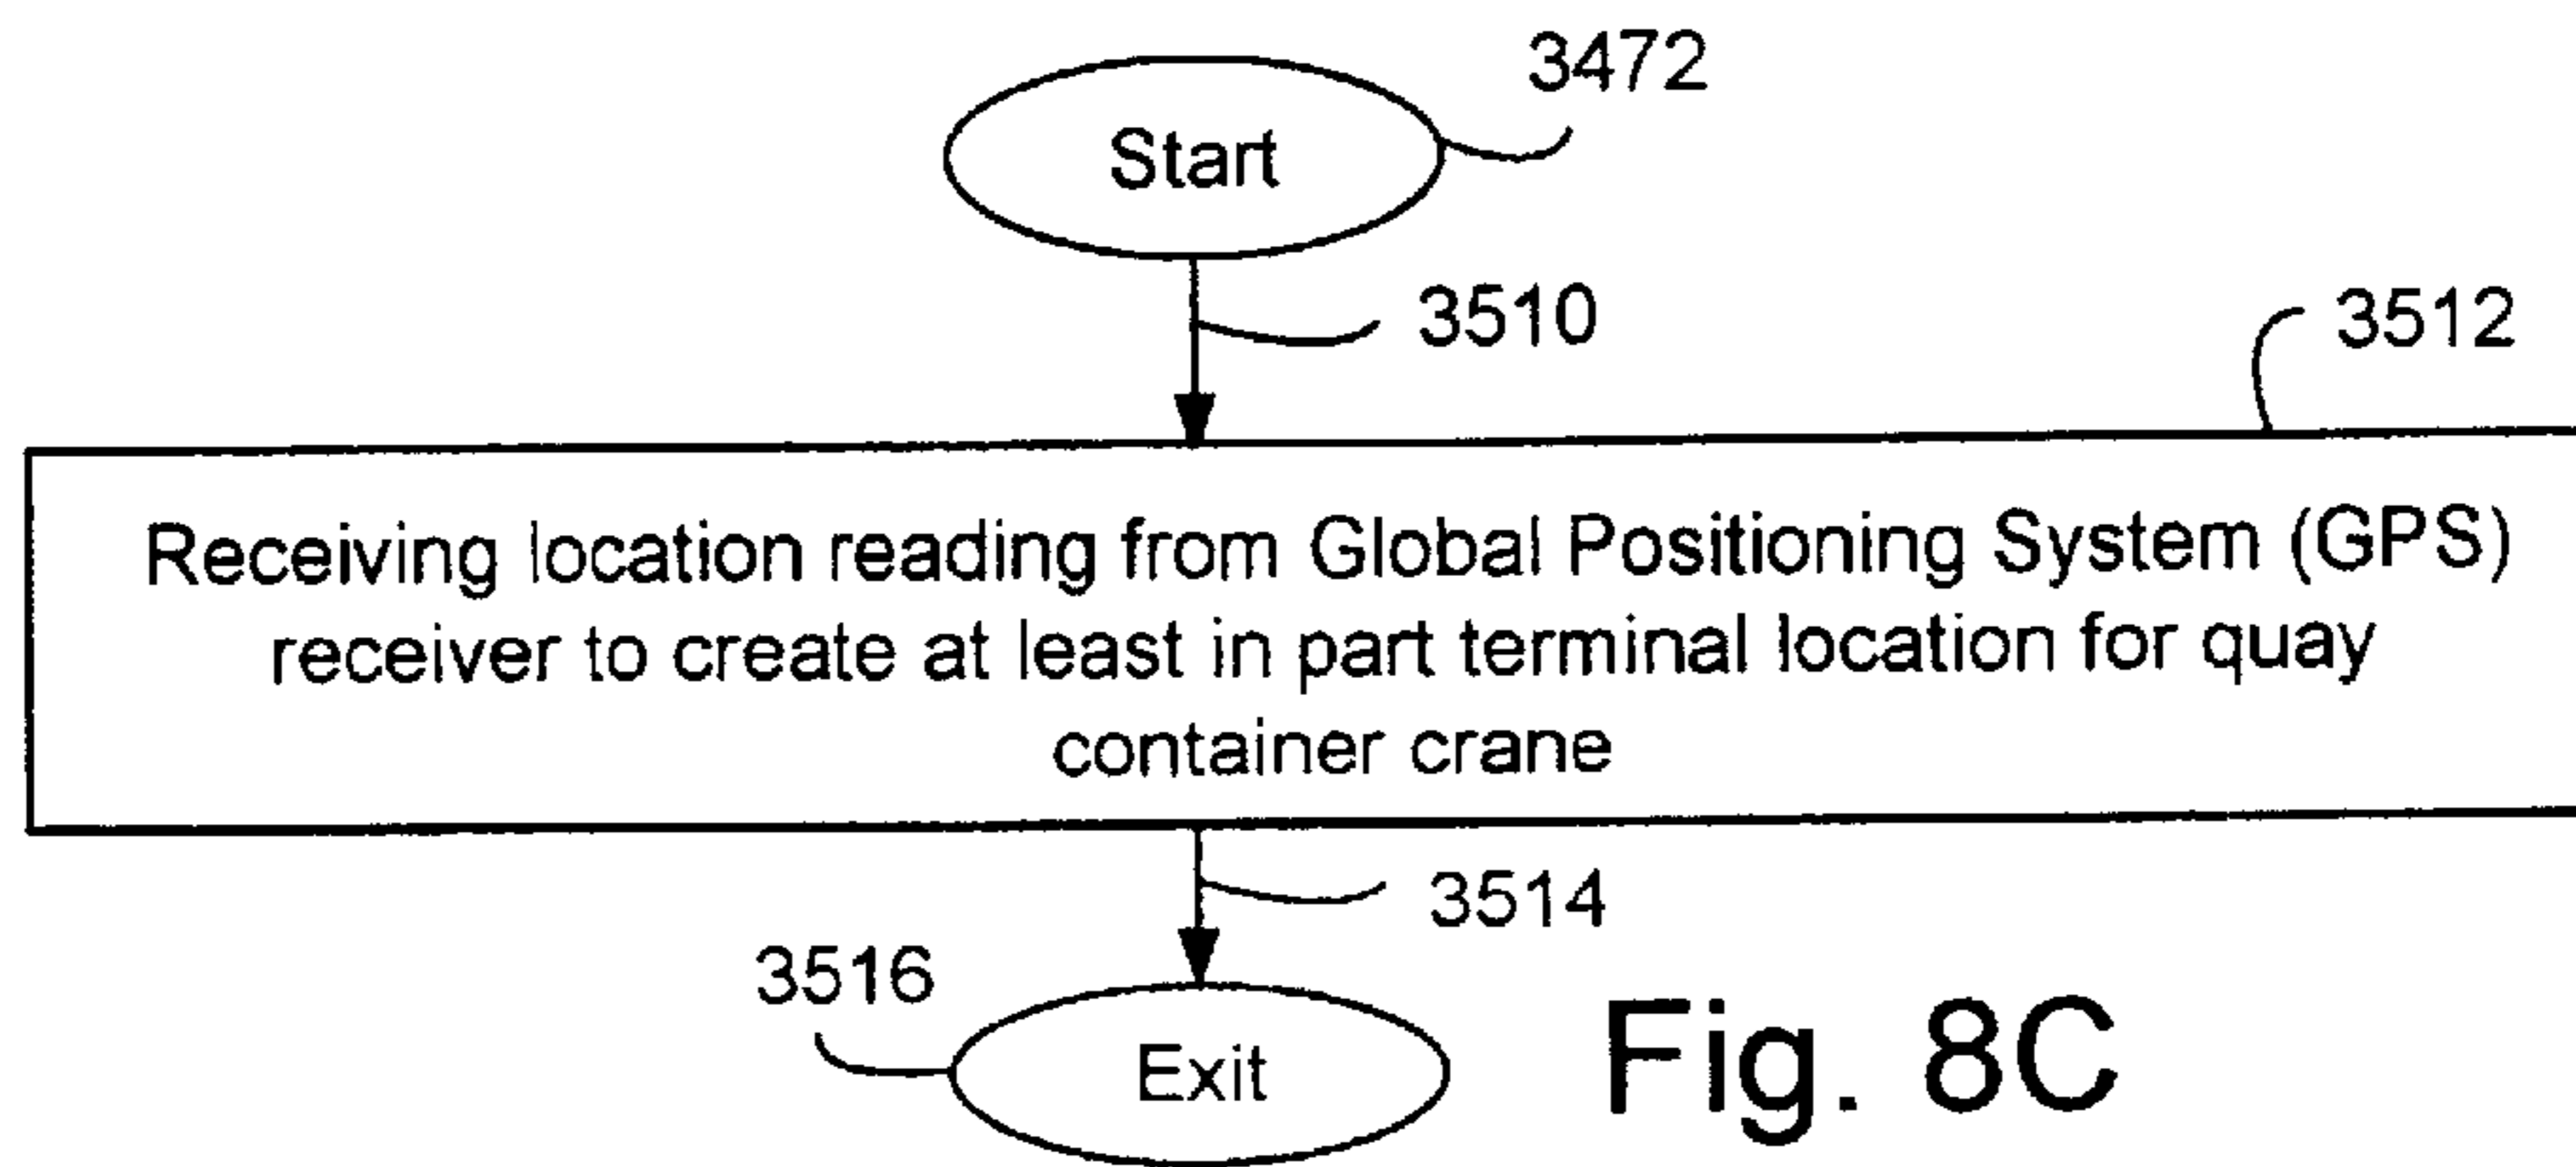 3472
Start
3510
3512
Receiving location reading from Global Positioning System (GPS)
receiver to create at least in part terminal location for quay
container crane
3514
3516
Exit
Fig. 8C